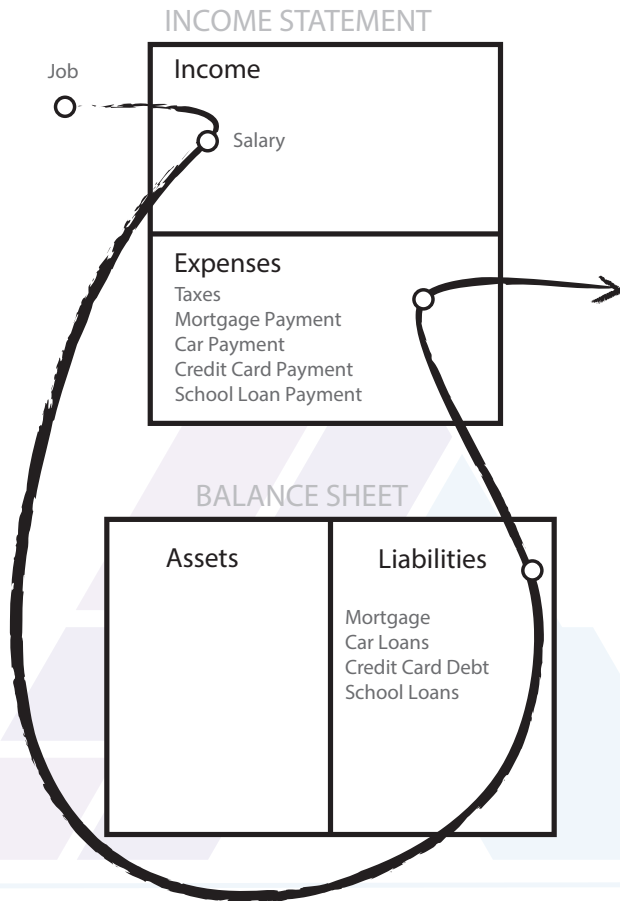 INCOME STATEMENT
Job
Income
Salary
Expenses
Taxes
Mortgage Payment
Car Payment
Credit Card Payment
School Loan Payment
BALANCE SHEET
Assets
Liabilities
Mortgage
Car Loans
Credit Card Debt
School Loans